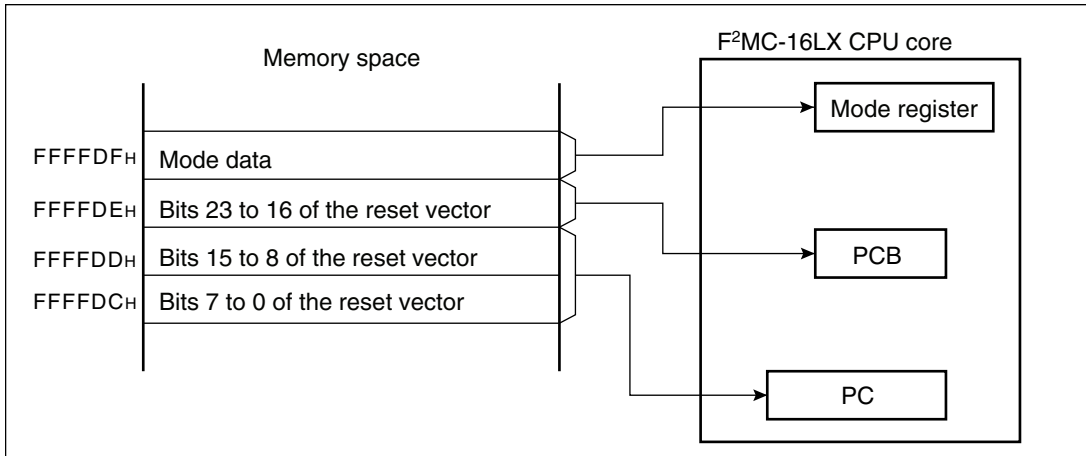 F²MC-16LX CPU core
Memory space
Mode register
FFFFDFH Mode data
FFFFDEH Bits 23 to 16 of the reset vector
PCB
FFFFDDH Bits 15 to 8 of the reset vector
FFFFDCH Bits 7 to 0 of the reset vector
PC